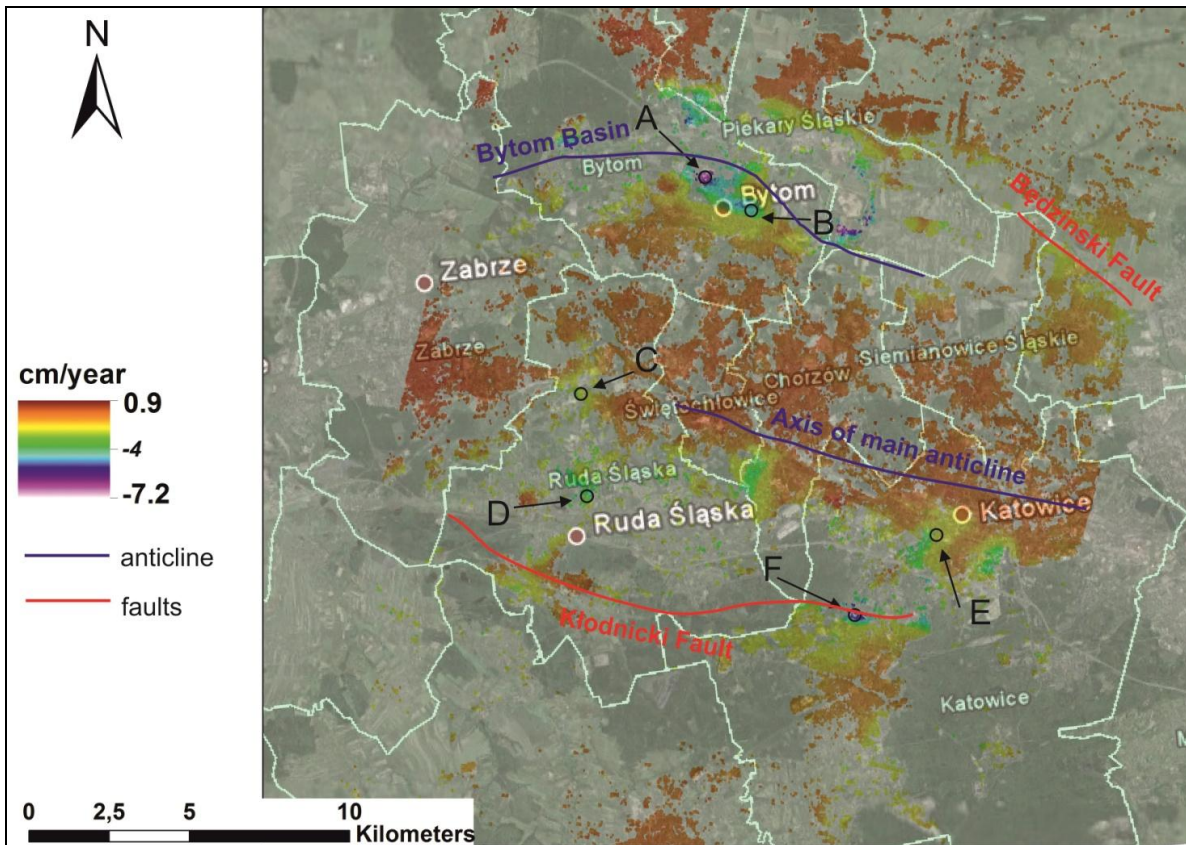 N
A
Piekary Śląskie
Bytom Basin
Bytom
Bytom
B
Będzinski Fault
Zabrze
Zabrze
Siemianowice Śląskie
C
Chorzów
Świętochłowice
Axis of main anticline
cm/year
0.9
-4
-7.2
Ruda Śląska
D
Ruda Śląska
Katowice
anticline
faults
F
E
Kłodnicki Fault
Katowice
M
0 2,5 5 10
Kilometers